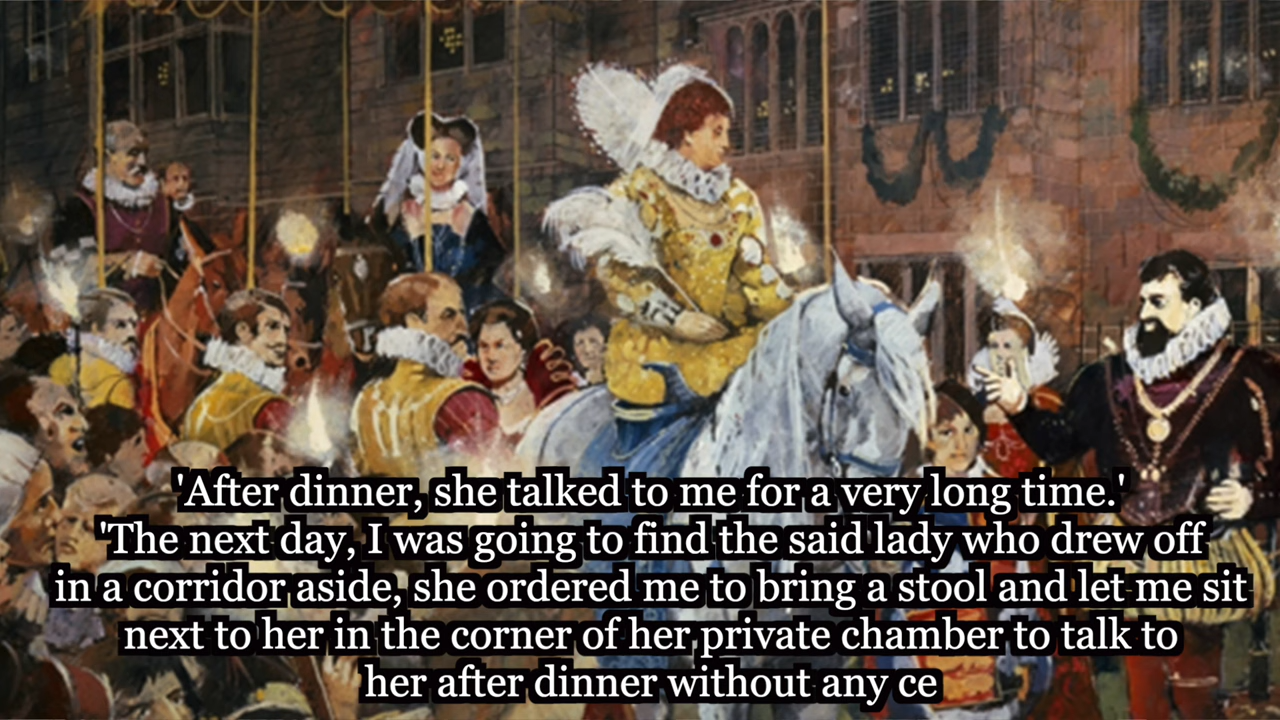 'After dinner, she talked to me for a very long time.'
'The next day, I was going to find the said lady who drew off
in a corridor aside, she ordered me to bring a stool and let me sit
next to her in the corner of her private chamber to talk to
her after dinner without any ce